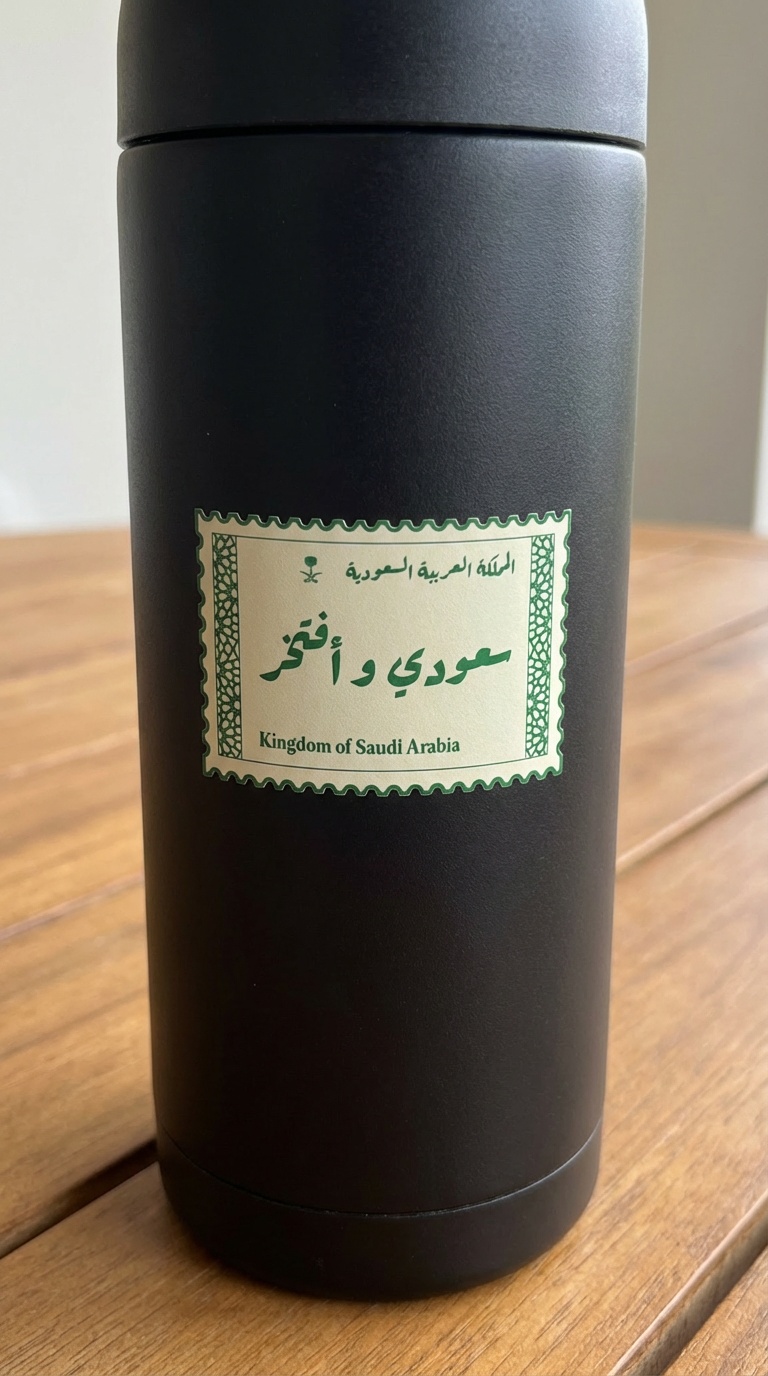 المملكة العربية السعودية
سعودي و أفتخر
Kingdom of Saudi Arabia